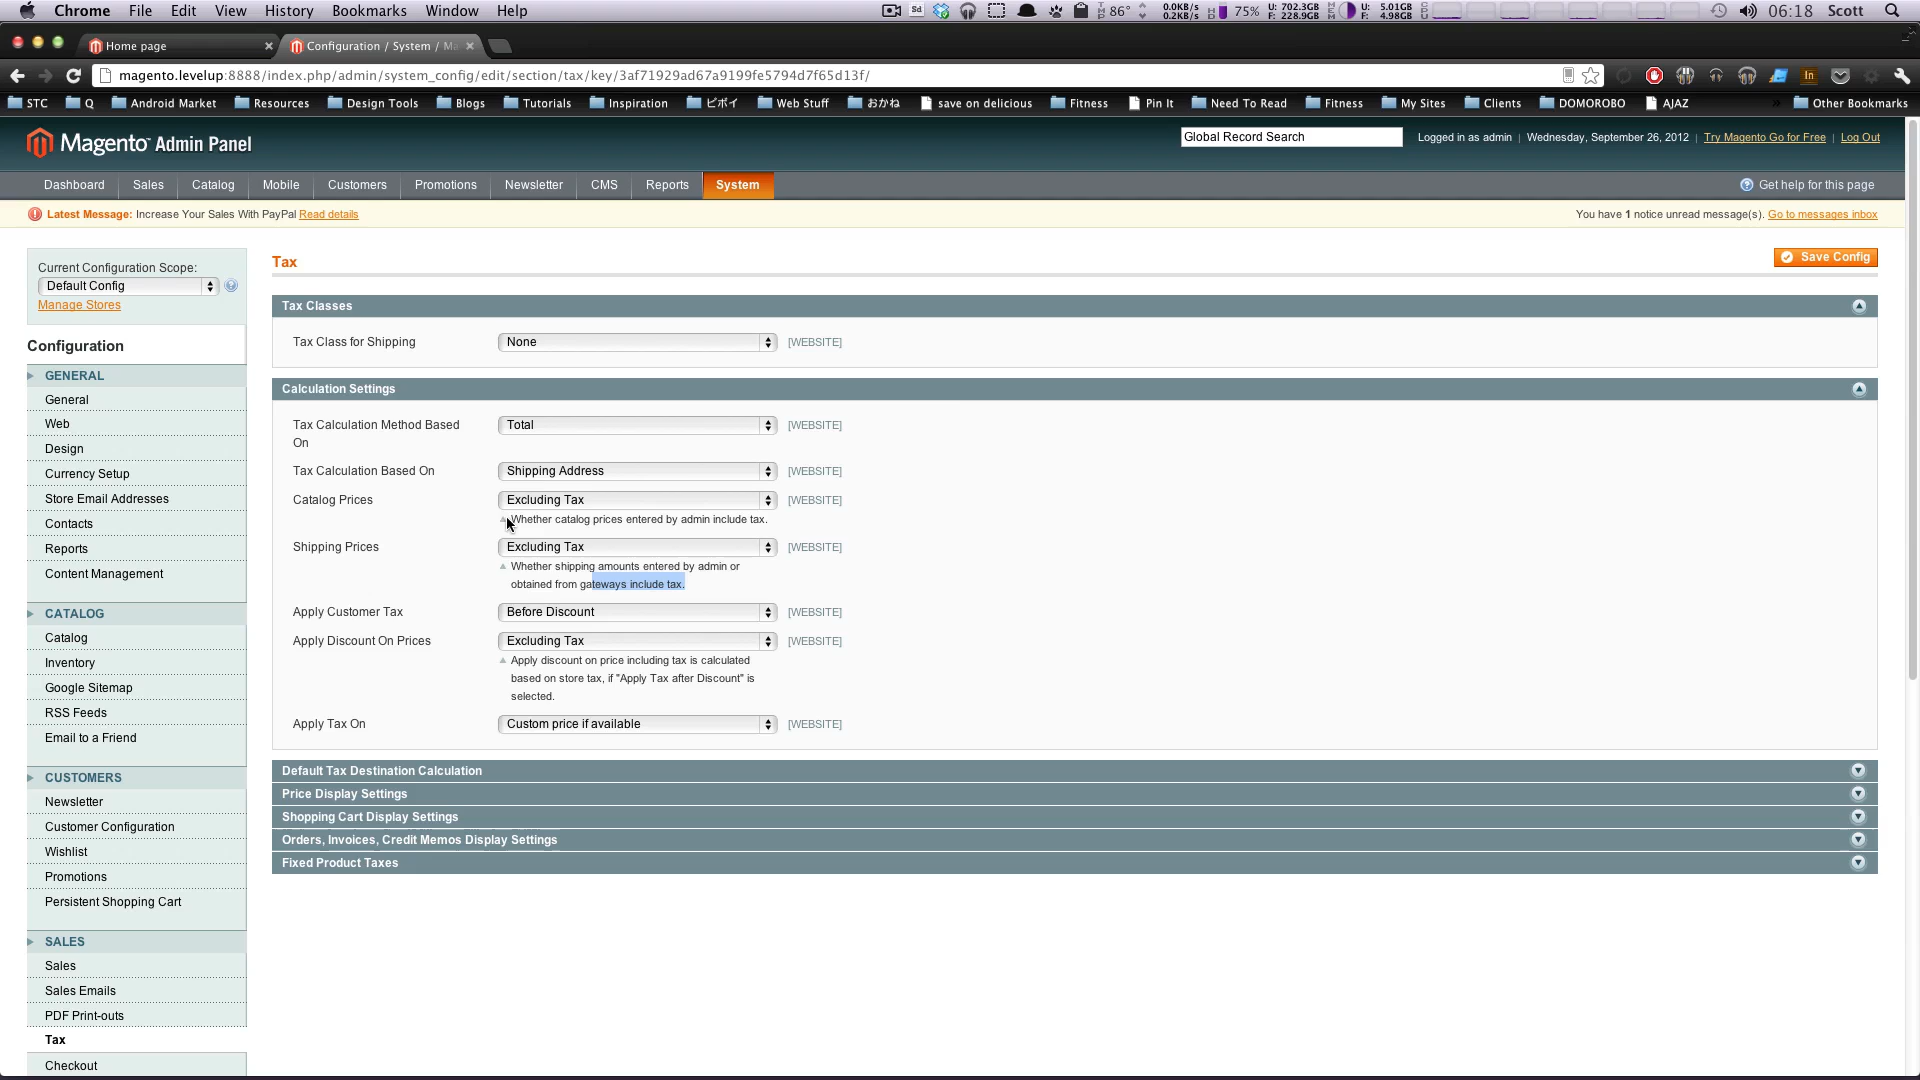 Chrome File Edit View History Bookmarks Window Help
Sd 86° 0.0KB/s 0.2KB/s 75% U: 702.3GB F: 228.9GB U: 5.01GB F: 4.98GB 06:18 Scott
Home page
Configuration / System / Ma
magento.levelup:8888/index.php/admin/system_config/edit/section/tax/key/3af71929ad67a9199fe5794d7f65d13f/
STC Q Android Market Resources Design Tools Blogs Tutorials Inspiration ビボイ Web Stuff おかね save on delicious Fitness Pin It Need To Read Fitness My Sites Clients DOMOROBO AJAZ » Other Bookmarks
Magento Admin Panel
Global Record Search
Logged in as admin | Wednesday, September 26, 2012 | Try Magento Go for Free | Log Out
Dashboard Sales Catalog Mobile Customers Promotions Newsletter CMS Reports System
Get help for this page
Latest Message: Increase Your Sales With PayPal Read details
You have 1 notice unread message(s). Go to messages inbox
Current Configuration Scope:
Default Config
Manage Stores
Configuration
GENERAL
General
Web
Design
Currency Setup
Store Email Addresses
Contacts
Reports
Content Management
CATALOG
Catalog
Inventory
Google Sitemap
RSS Feeds
Email to a Friend
CUSTOMERS
Newsletter
Customer Configuration
Wishlist
Promotions
Persistent Shopping Cart
SALES
Sales
Sales Emails
PDF Print-outs
Tax
Checkout
Tax
Save Config
Tax Classes
Tax Class for Shipping None [WEBSITE]
Calculation Settings
Tax Calculation Method Based On Total [WEBSITE]
Tax Calculation Based On Shipping Address [WEBSITE]
Catalog Prices Excluding Tax [WEBSITE]
Whether catalog prices entered by admin include tax.
Shipping Prices Excluding Tax [WEBSITE]
Whether shipping amounts entered by admin or
obtained from gateways include tax.
Apply Customer Tax Before Discount [WEBSITE]
Apply Discount On Prices Excluding Tax [WEBSITE]
Apply discount on price including tax is calculated
based on store tax, if "Apply Tax after Discount" is
selected.
Apply Tax On Custom price if available [WEBSITE]
Default Tax Destination Calculation
Price Display Settings
Shopping Cart Display Settings
Orders, Invoices, Credit Memos Display Settings
Fixed Product Taxes